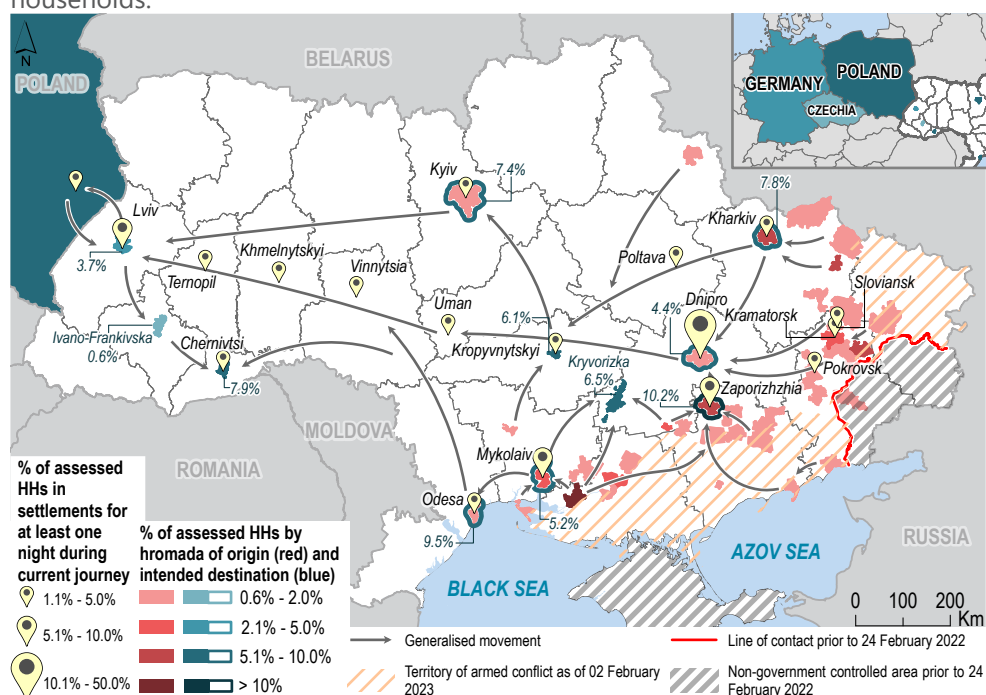 households.
N
POLAND
BELARUS
GERMANY
POLAND
CZECHIA
Kyiv
7.4%
7.8%
Lviv
Kharkiv
3.7%
Ternopil
Khmelnytskyi
Vinnytsia
Poltava
Sloviansk
Uman
Dnipro
Kramatorsk
4.4%
6.1%
Ivano-Frankivska
0.6%
Chernivtsi
Kropyvnytskyi
Kryvorizka
6.5%
Pokrovsk
7.9%
10.2%
Zaporizhzhia
MOLDOVA
ROMANIA
Mykolaiv
Odesa
5.2%
9.5%
RUSSIA
AZOV SEA
BLACK SEA
% of assessed
HHs in
settlements for
at least one
night during
current journey
1.1% - 5.0%
5.1% - 10.0%
10.1% - 50.0%
% of assessed HHs by
hromada of origin (red) and
intended destination (blue)
0.6% - 2.0%
2.1% - 5.0%
5.1% - 10.0%
> 10%
0 100 200
Km
Generalised movement
Line of contact prior to 24 February 2022
Territory of armed conflict as of 02 February
2023
Non-government controlled area prior to 24
February 2022